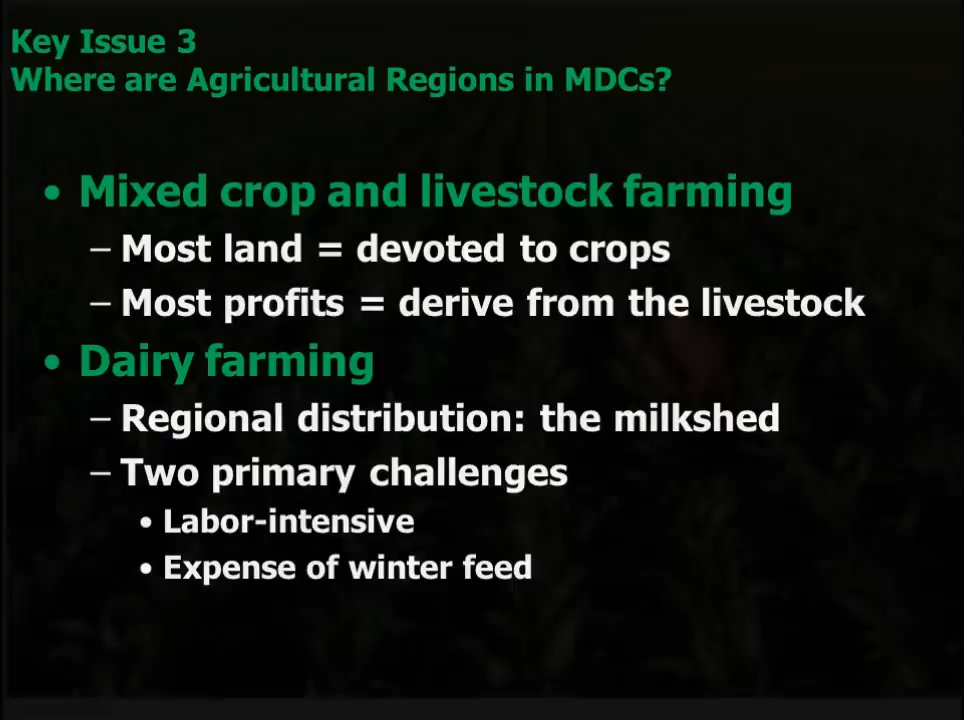 Key Issue 3
Where are Agricultural Regions in MDCs?
• Mixed crop and livestock farming
– Most land = devoted to crops
– Most profits = derive from the livestock
• Dairy farming
– Regional distribution: the milkshed
– Two primary challenges
• Labor-intensive
• Expense of winter feed